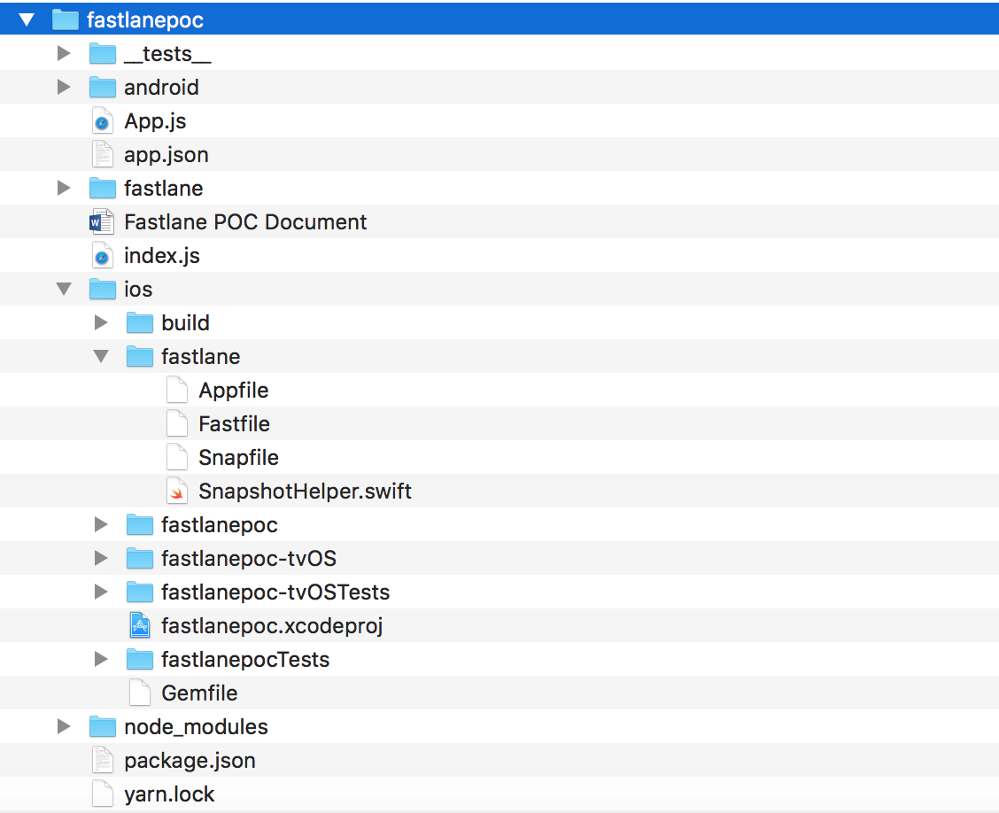 fastlanepoc
__tests__
android
App.js
app.json
fastlane
Fastlane POC Document
index.js
ios
build
fastlane
Appfile
Fastfile
Snapfile
SnapshotHelper.swift
fastlanepoc
fastlanepoc-tvOS
fastlanepoc-tvOSTests
fastlanepoc.xcodeproj
fastlanepocTests
Gemfile
node_modules
package.json
yarn.lock